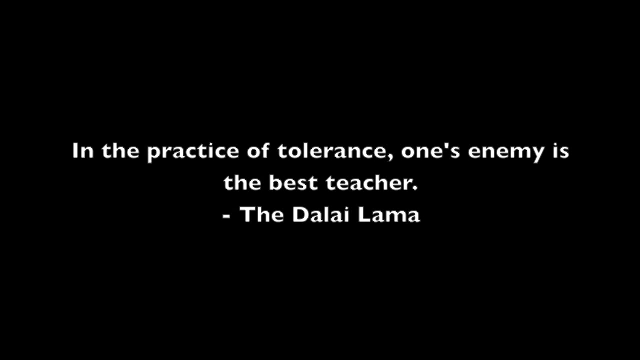 In the practice of tolerance, one's enemy is
the best teacher.
- The Dalai Lama